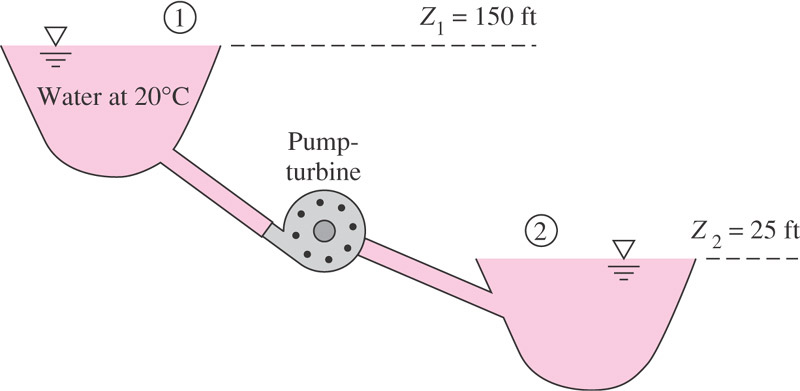 1
Z1 = 150 ft
Water at 20°C
Pump-
turbine
2
Z2 = 25 ft